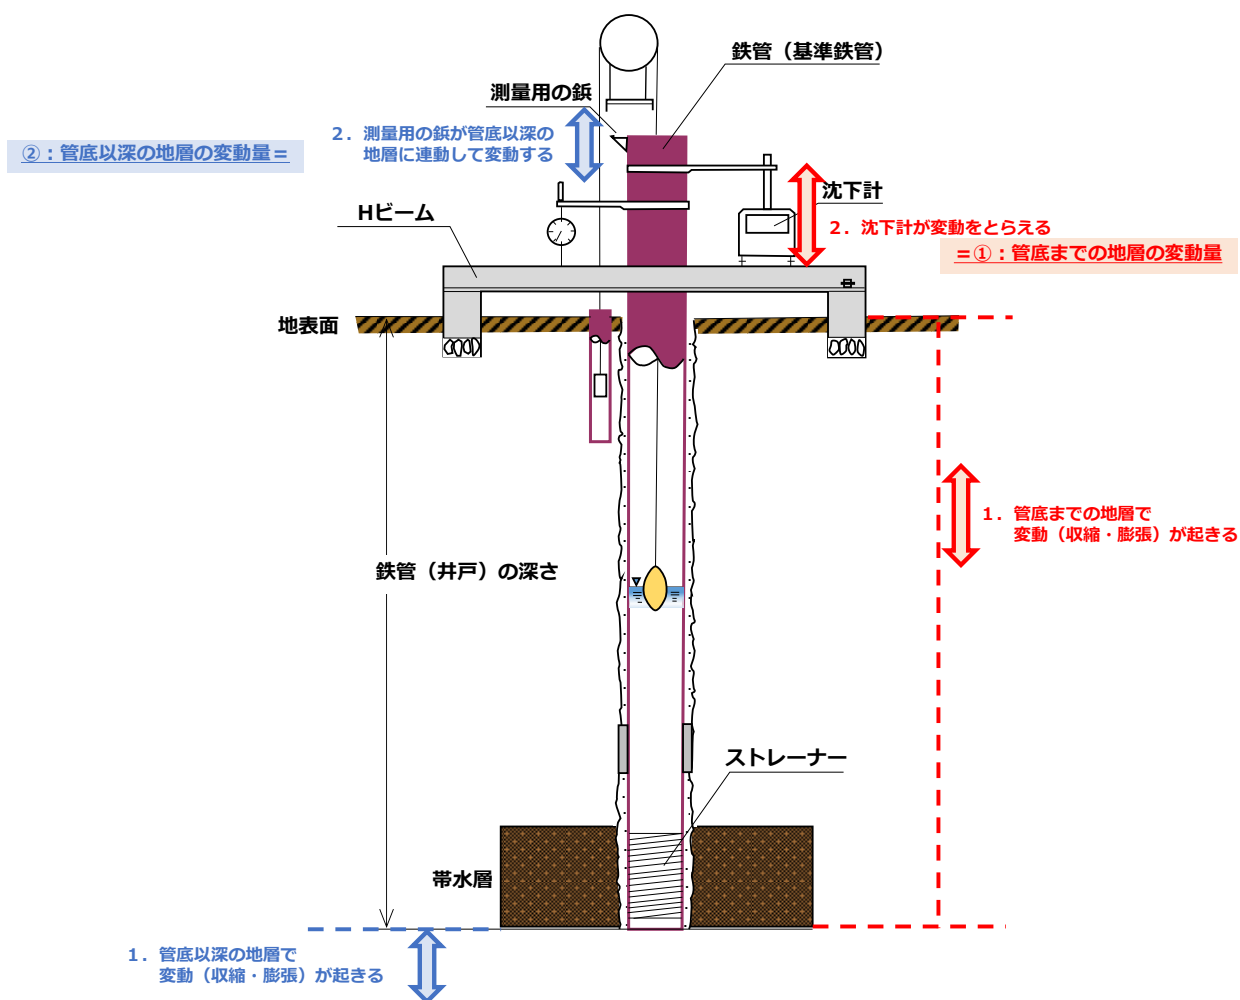 鉄管（基準鉄管）
測量用の鋲
2．測量用の鋲が管底以深の
地層に連動して変動する
②：管底以深の地層の変動量＝
沈下計
Hビーム
2．沈下計が変動をとらえる
＝①：管底までの地層の変動量
地表面
1．管底までの地層で
変動（収縮・膨張）が起きる
鉄管（井戸）の深さ
ストレーナー
帯水層
1．管底以深の地層で
変動（収縮・膨張）が起きる